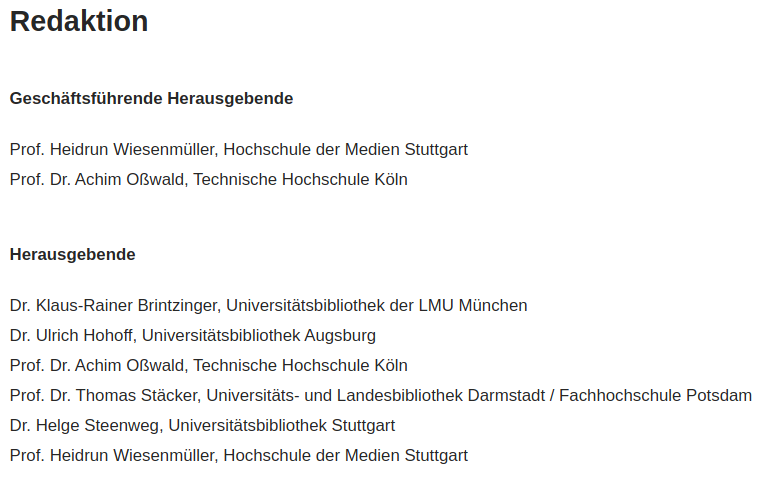 Redaktion
Geschäftsführende Herausgebende
Prof. Heidrun Wiesenmüller, Hochschule der Medien Stuttgart
Prof. Dr. Achim Oßwald, Technische Hochschule Köln
Herausgebende
Dr. Klaus-Rainer Brintzinger, Universitätsbibliothek der LMU München
Dr. Ulrich Hohoff, Universitätsbibliothek Augsburg
Prof. Dr. Achim Oßwald, Technische Hochschule Köln
Prof. Dr. Thomas Stäcker, Universitäts- und Landesbibliothek Darmstadt / Fachhochschule Potsdam
Dr. Helge Steenweg, Universitätsbibliothek Stuttgart
Prof. Heidrun Wiesenmüller, Hochschule der Medien Stuttgart